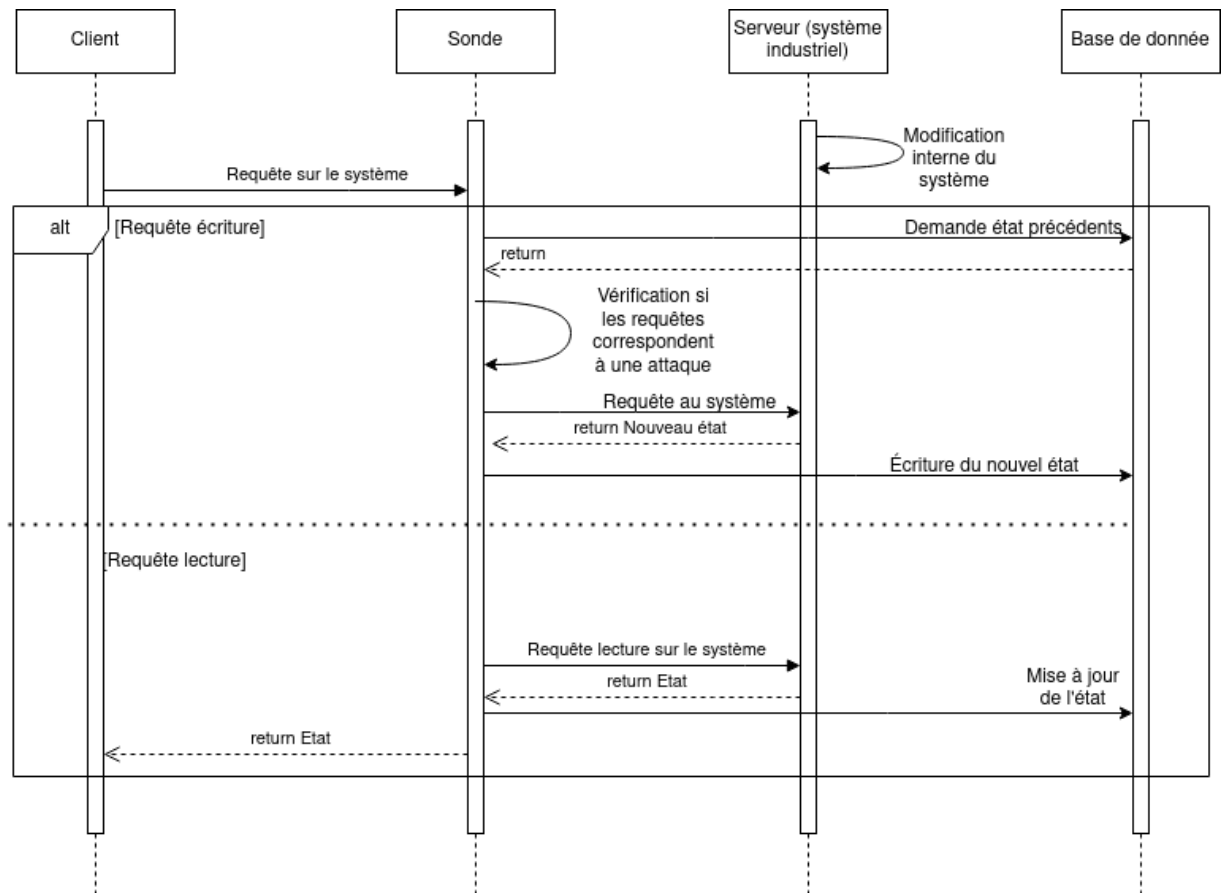 Client
Sonde
Serveur (système
industriel)
Base de donnée
Modification
interne du
système
Requête sur le système
alt
[Requête écriture]
Demande état précédents
return
Vérification si
les requêtes
correspondent
à une attaque
Requête au système
return Nouveau état
Écriture du nouvel état
[Requête lecture]
Requête lecture sur le système
return Etat
Mise à jour
de l'état
return Etat